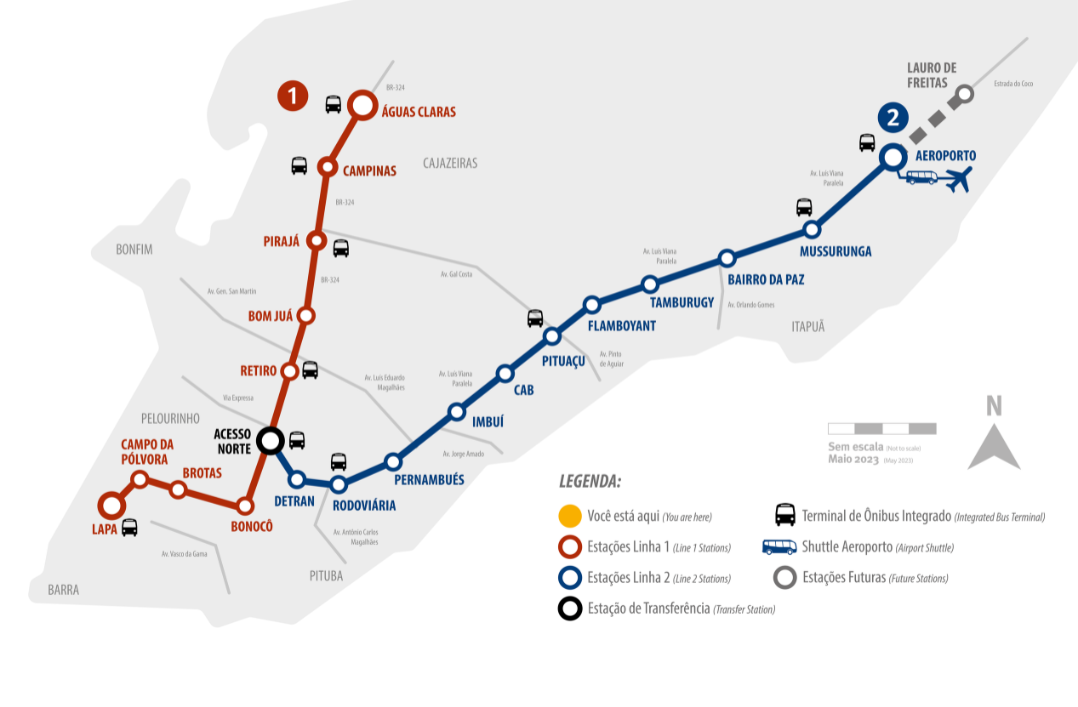 LAURO DE
FREITAS
Estrada do Coco
1
BR-324
ÁGUAS CLARAS
2
AEROPORTO
CAJAZEIRAS
CAMPINAS
Av. Luis Viana
Paralela
BR-324
PIRAJÁ
BONFIM
MUSSURUNGA
Av. Luis Viana
Paralela
Av. Gal Costa
BR-324
BAIRRO DA PAZ
Av. Gen. San Martin
TAMBURUGY
Av. Orlando Gomes
BOM JUÁ
FLAMBOYANT
ITAPUÃ
PITUAÇU
Av. Pinto
de Aguiar
RETIRO
Av. Luis Eduardo
Magalhães
Av. Luis Viana
Paralela
CAB
Via Expressa
PELOURINHO
IMBUÍ
ACESSO
NORTE
CAMPO DA
PÓLVORA
Av. Jorge Amado
BROTAS
PERNAMBUÉS
DETRAN
RODOVIÁRIA
LAPA
BONOCÔ
Av. Antônio Carlos
Magalhães
Av. Vasco da Gama
PITUBA
BARRA
N
Sem escala (Not to scale)
Maio 2023 (May 2023)
LEGENDA:
Você está aqui (You are here)
Estações Linha 1 (Line 1 Stations)
Estações Linha 2 (Line 2 Stations)
Estação de Transferência (Transfer Station)
Terminal de Ônibus Integrado (Integrated Bus Terminal)
Shuttle Aeroporto (Airport Shuttle)
Estações Futuras (Future Stations)